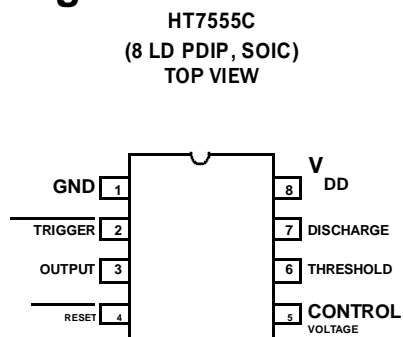 HT7555C
(8 LD PDIP, SOIC)
TOP VIEW
GND 1 8 VDD
TRIGGER 2 7 DISCHARGE
OUTPUT 3 6 THRESHOLD
RESET 4 5 CONTROL
VOLTAGE